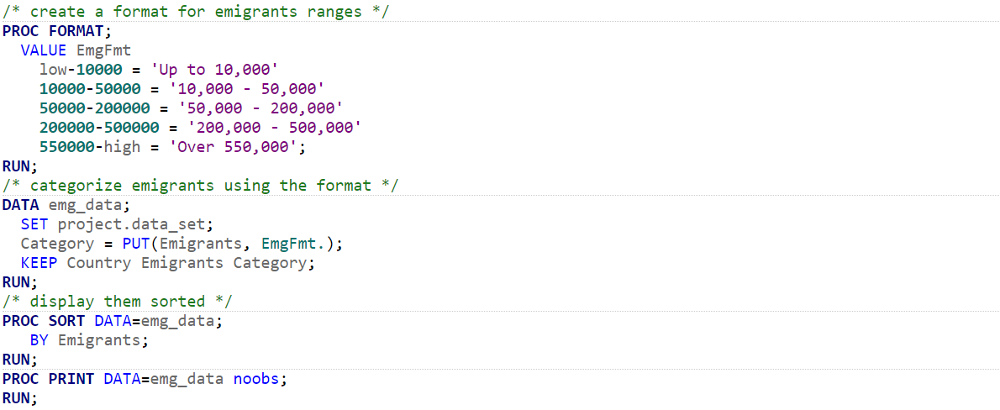 /* create a format for emigrants ranges */
PROC FORMAT;
  VALUE EmgFmt
    low-10000 = 'Up to 10,000'
    10000-50000 = '10,000 - 50,000'
    50000-200000 = '50,000 - 200,000'
    200000-500000 = '200,000 - 500,000'
    550000-high = 'Over 550,000';
RUN;
/* categorize emigrants using the format */
DATA emg_data;
  SET project.data_set;
  Category = PUT(Emigrants, EmgFmt.);
  KEEP Country Emigrants Category;
RUN;
/* display them sorted */
PROC SORT DATA=emg_data;
   BY Emigrants;
RUN;
PROC PRINT DATA=emg_data noobs;
RUN;